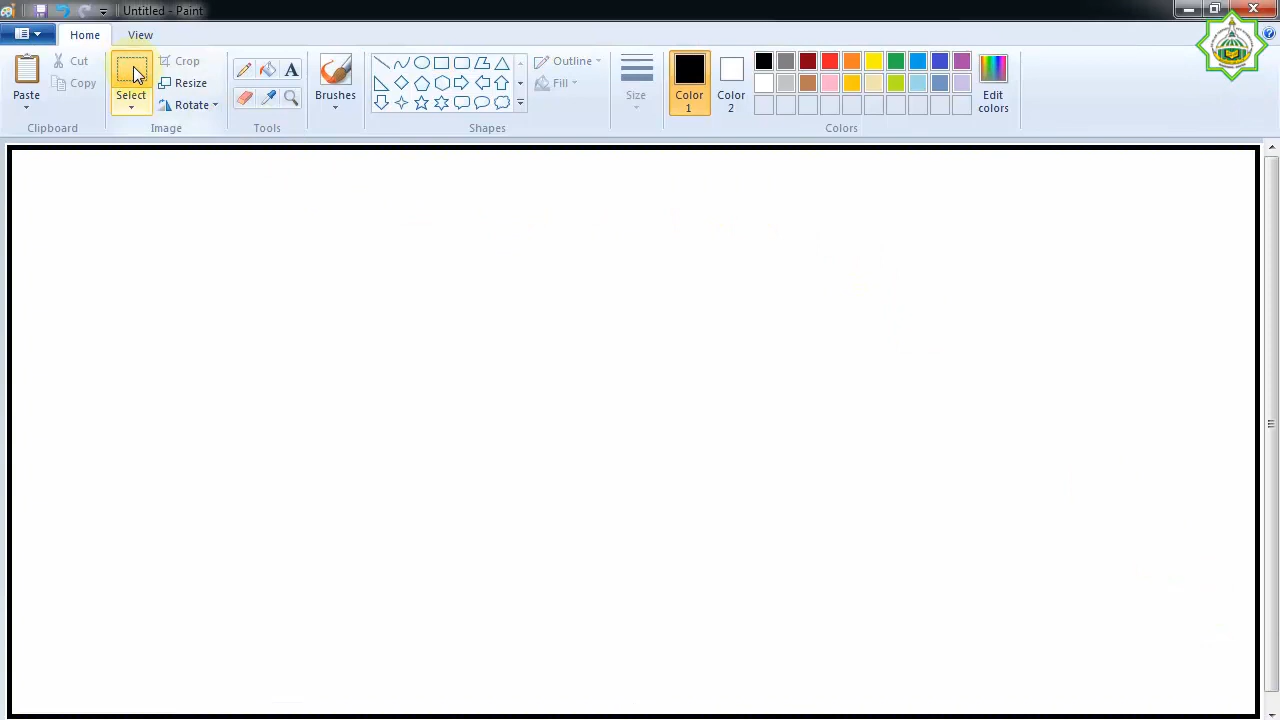 Untitled - Paint
Home View
Paste
Cut
Copy
Clipboard
Select
Crop
Resize
Rotate
Image
A
Tools
Brushes
Shapes
Outline
Fill
Size
Color 1
Color 2
Edit colors
Colors